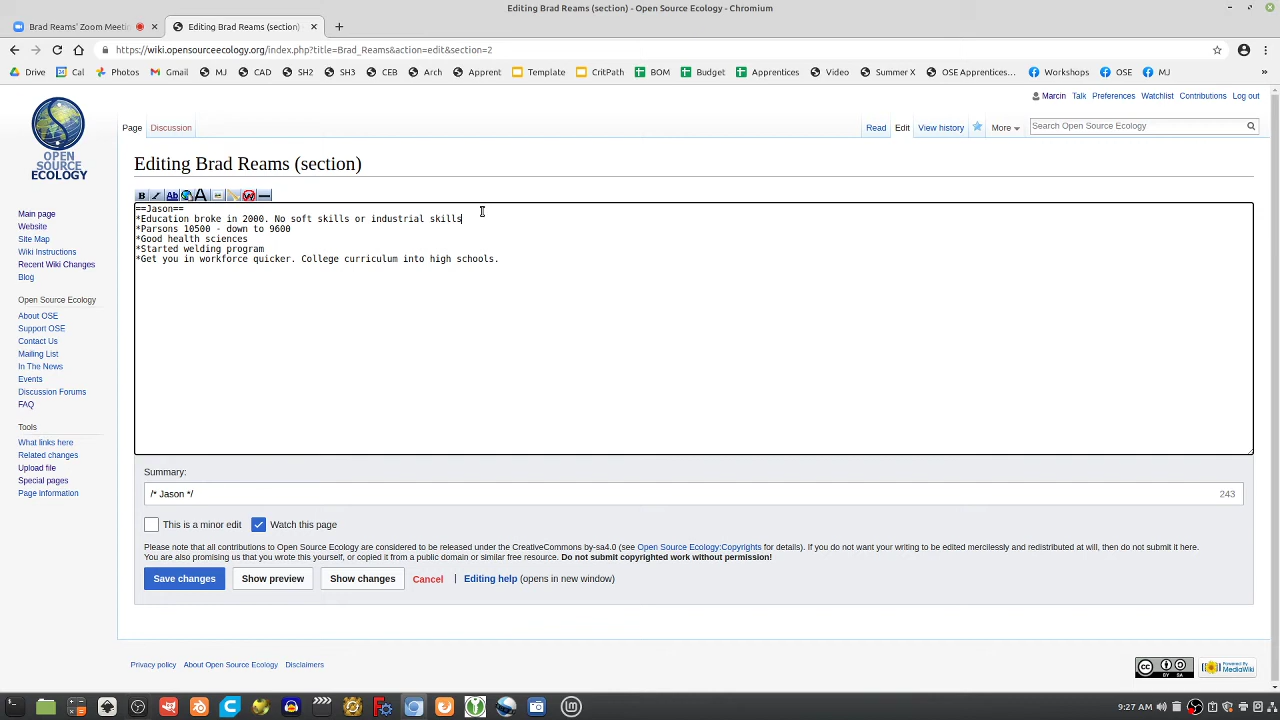 Editing Brad Reams (section) - Open Source Ecology - Chromium
Brad Reams' Zoom Meeti
Editing Brad Reams (section)
https://wiki.opensourceecology.org/index.php?title=Brad_Reams&action=edit&section=2
Drive Cal Photos Gmail MJ CAD SH2 SH3 CEB Arch Apprent Template CritPath BOM Budget Apprentices Video Summer X OSE Apprentices... Workshops OSE MJ
Marcin Talk Preferences Watchlist Contributions Log out
Page Discussion Read Edit View history More Search Open Source Ecology
OPEN
SOURCE
ECOLOGY
Editing Brad Reams (section)
B Ab A
==Jason==
*Education broke in 2000. No soft skills or industrial skills
*Parsons 10500 - down to 9600
*Good health sciences
*Started welding program
*Get you in workforce quicker. College curriculum into high schools.
Main page
Website
Site Map
Wiki Instructions
Recent Wiki Changes
Blog
Open Source Ecology
About OSE
Support OSE
Contact Us
Mailing List
In The News
Events
Discussion Forums
FAQ
Tools
What links here
Related changes
Upload file
Special pages
Page information
Summary:
/* Jason */ 243
This is a minor edit Watch this page
Please note that all contributions to Open Source Ecology are considered to be released under the CreativeCommons by-sa4.0 (see Open Source Ecology:Copyrights for details). If you do not want your writing to be edited mercilessly and redistributed at will, then do not submit it here.
You are also promising us that you wrote this yourself, or copied it from a public domain or similar free resource. Do not submit copyrighted work without permission!
Save changes Show preview Show changes Cancel | Editing help (opens in new window)
Privacy policy About Open Source Ecology Disclaimers
BY SA
Powered By
MediaWiki
9:27 AM